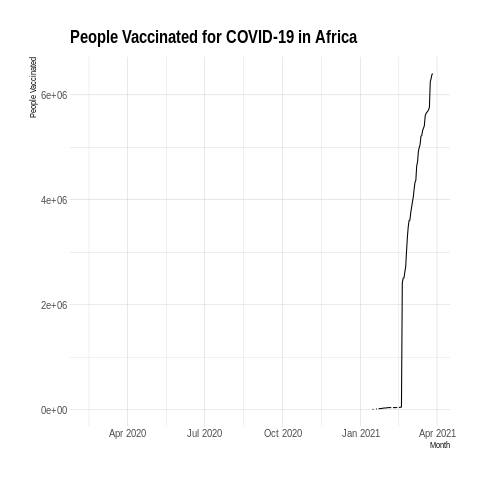 People Vaccinated for COVID-19 in Africa
People Vaccinated
6e+06
4e+06
2e+06
0e+00
Apr 2020
Jul 2020
Oct 2020
Jan 2021
Apr 2021
Month